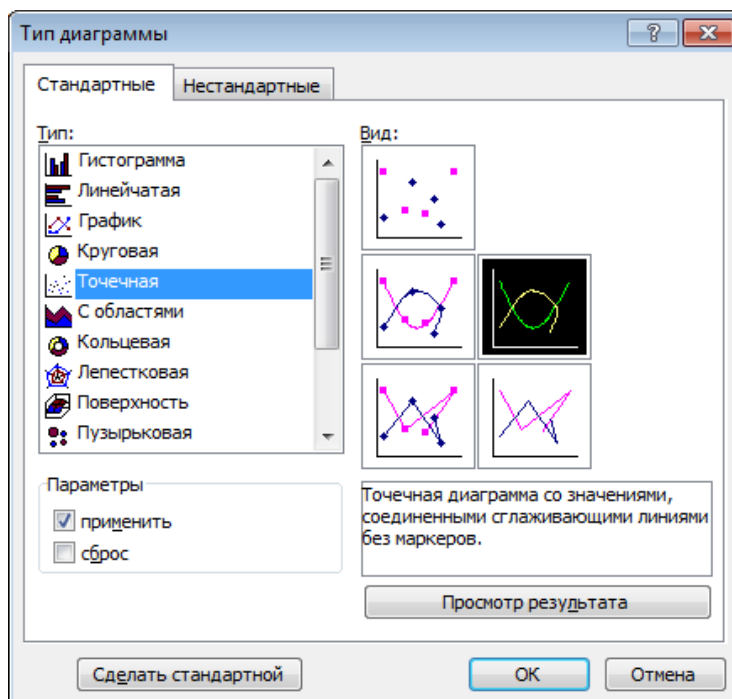 Тип диаграммы
Стандартные
Нестандартные
Тип:
Гистограмма
Линейчатая
График
Круговая
Точечная
С областями
Кольцевая
Лепестковая
Поверхность
Пузырьковая
Вид:
Параметры
применить
сброс
Точечная диаграмма со значениями,
соединенными сглаживающими линиями
без маркеров.
Просмотр результата
Сделать стандартной
ОК
Отмена